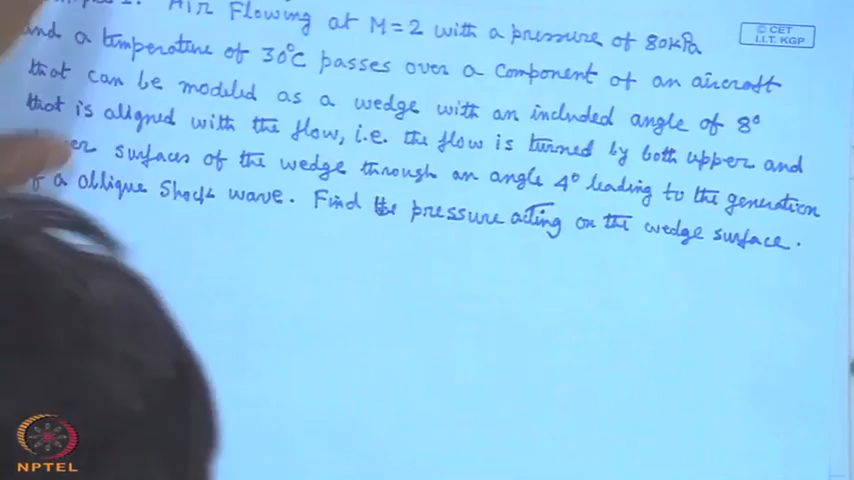 Air Flowing at M=2 with a pressure of 80kPa
and a temperature of 30°C passes over a component of an aircraft
that can be modeled as a wedge with an included angle of 8°
that is aligned with the flow, i.e. the flow is turned by both upper and
surfaces of the wedge through an angle 4° leading to the generation
of a oblique shock wave. Find the pressure acting on the wedge surface.
© CET
I.I.T. KGP
NPTEL